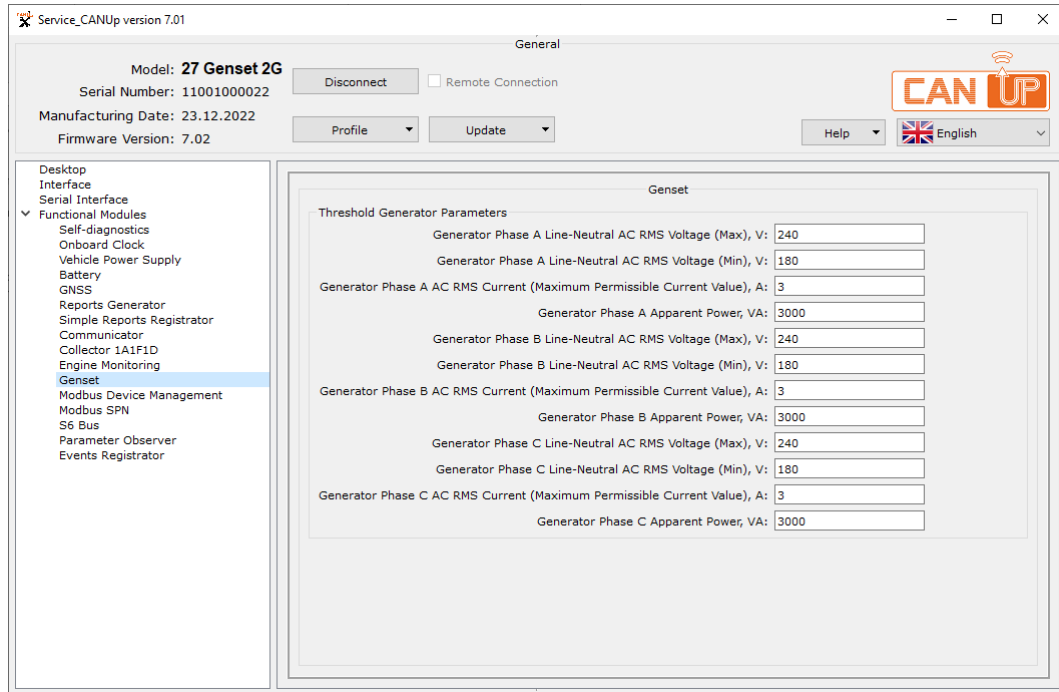 Service_CANUp version 7.01
General
Model: 27 Genset 2G
Serial Number: 11001000022
Manufacturing Date: 23.12.2022
Firmware Version: 7.02
Disconnect
Remote Connection
Profile
Update
CAN UP
Help
English
Desktop
Interface
Serial Interface
Functional Modules
Self-diagnostics
Onboard Clock
Vehicle Power Supply
Battery
GNSS
Reports Generator
Simple Reports Registrator
Communicator
Collector 1A1F1D
Engine Monitoring
Genset
Modbus Device Management
Modbus SPN
S6 Bus
Parameter Observer
Events Registrator
Genset
Threshold Generator Parameters
Generator Phase A Line-Neutral AC RMS Voltage (Max), V: 240
Generator Phase A Line-Neutral AC RMS Voltage (Min), V: 180
Generator Phase A AC RMS Current (Maximum Permissible Current Value), A: 3
Generator Phase A Apparent Power, VA: 3000
Generator Phase B Line-Neutral AC RMS Voltage (Max), V: 240
Generator Phase B Line-Neutral AC RMS Voltage (Min), V: 180
Generator Phase B AC RMS Current (Maximum Permissible Current Value), A: 3
Generator Phase B Apparent Power, VA: 3000
Generator Phase C Line-Neutral AC RMS Voltage (Max), V: 240
Generator Phase C Line-Neutral AC RMS Voltage (Min), V: 180
Generator Phase C AC RMS Current (Maximum Permissible Current Value), A: 3
Generator Phase C Apparent Power, VA: 3000